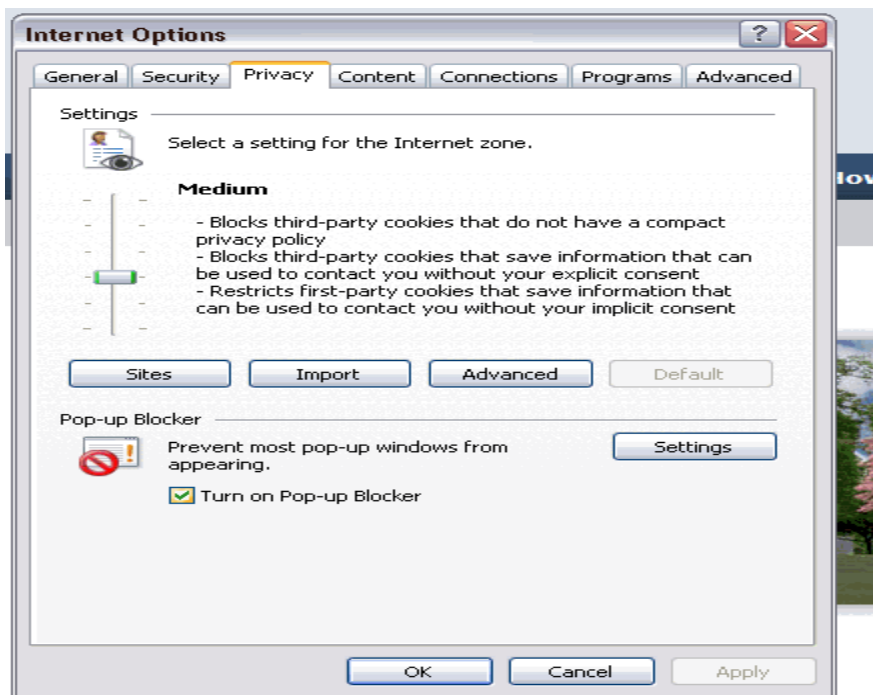 Internet Options
General Security Privacy Content Connections Programs Advanced
Settings
Select a setting for the Internet zone.
Medium
- Blocks third-party cookies that do not have a compact
privacy policy
- Blocks third-party cookies that save information that can
be used to contact you without your explicit consent
- Restricts first-party cookies that save information that
can be used to contact you without your implicit consent
Sites Import Advanced Default
Pop-up Blocker
Prevent most pop-up windows from
appearing.
Settings
Turn on Pop-up Blocker
OK Cancel Apply